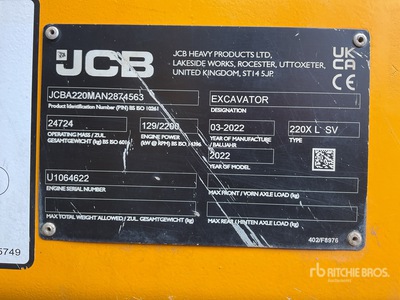 JCB
JCB HEAVY PRODUCTS LTD,
LAKESIDE WORKS, ROCESTER, UTTOXETER,
UNITED KINGDOM, ST14 5JP.
UK
CA
CE
JCBA220MAN2874563
EXCAVATOR
Product Identification Number (PIN) BS ISO 10261
DESIGNATION
24724
129/2200
03-2022
220X L SV
OPERATING MASS / ZUL.
GESAMTGEWICHT (kg) BS ISO 6016
ENGINE POWER
(kW @ RPM) BS ISO 14396
YEAR OF MANUFACTURE
/ BAUJAHR
TYPE
2022
YEAR OF MODEL
U1064622
ENGINE SERIAL NUMBER
MAX FRONT / VORN AXLE LOAD (kg)
MAX TOTAL WEIGHT ALLOWED / ZUL. GESAMTGEWICHT (kg)
MAX REAR / HINTEN AXLE LOAD (kg)
402/F8976
5749
rb RITCHIE BROS.